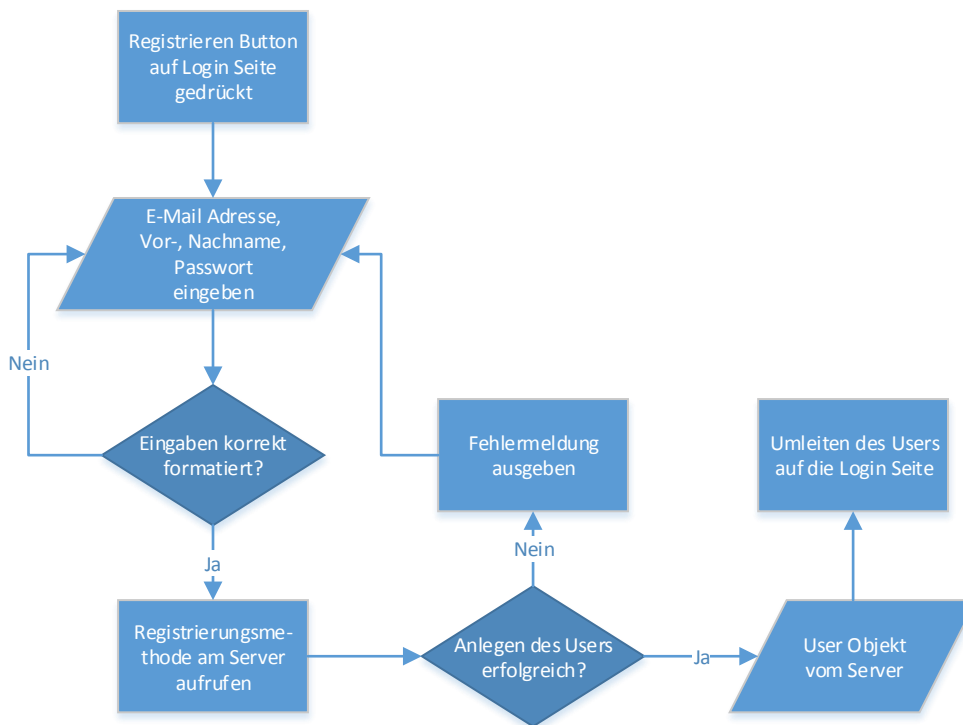 Registrieren Button
auf Login Seite
gedrückt
E-Mail Adresse,
Vor-, Nachname,
Passwort
eingeben
Nein
Eingaben korrekt
formatiert?
Fehlermeldung
ausgeben
Umleiten des Users
auf die Login Seite
Ja
Nein
Registrierungsme-
thode am Server
aufrufen
Anlegen des Users
erfolgreich?
Ja
User Objekt
vom Server